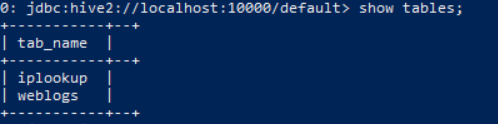 0: jdbc:hive2://localhost:10000/default> show tables;
+-----------+--+
| tab_name  |
+-----------+--+
| iplookup  |
| weblogs   |
+-----------+--+